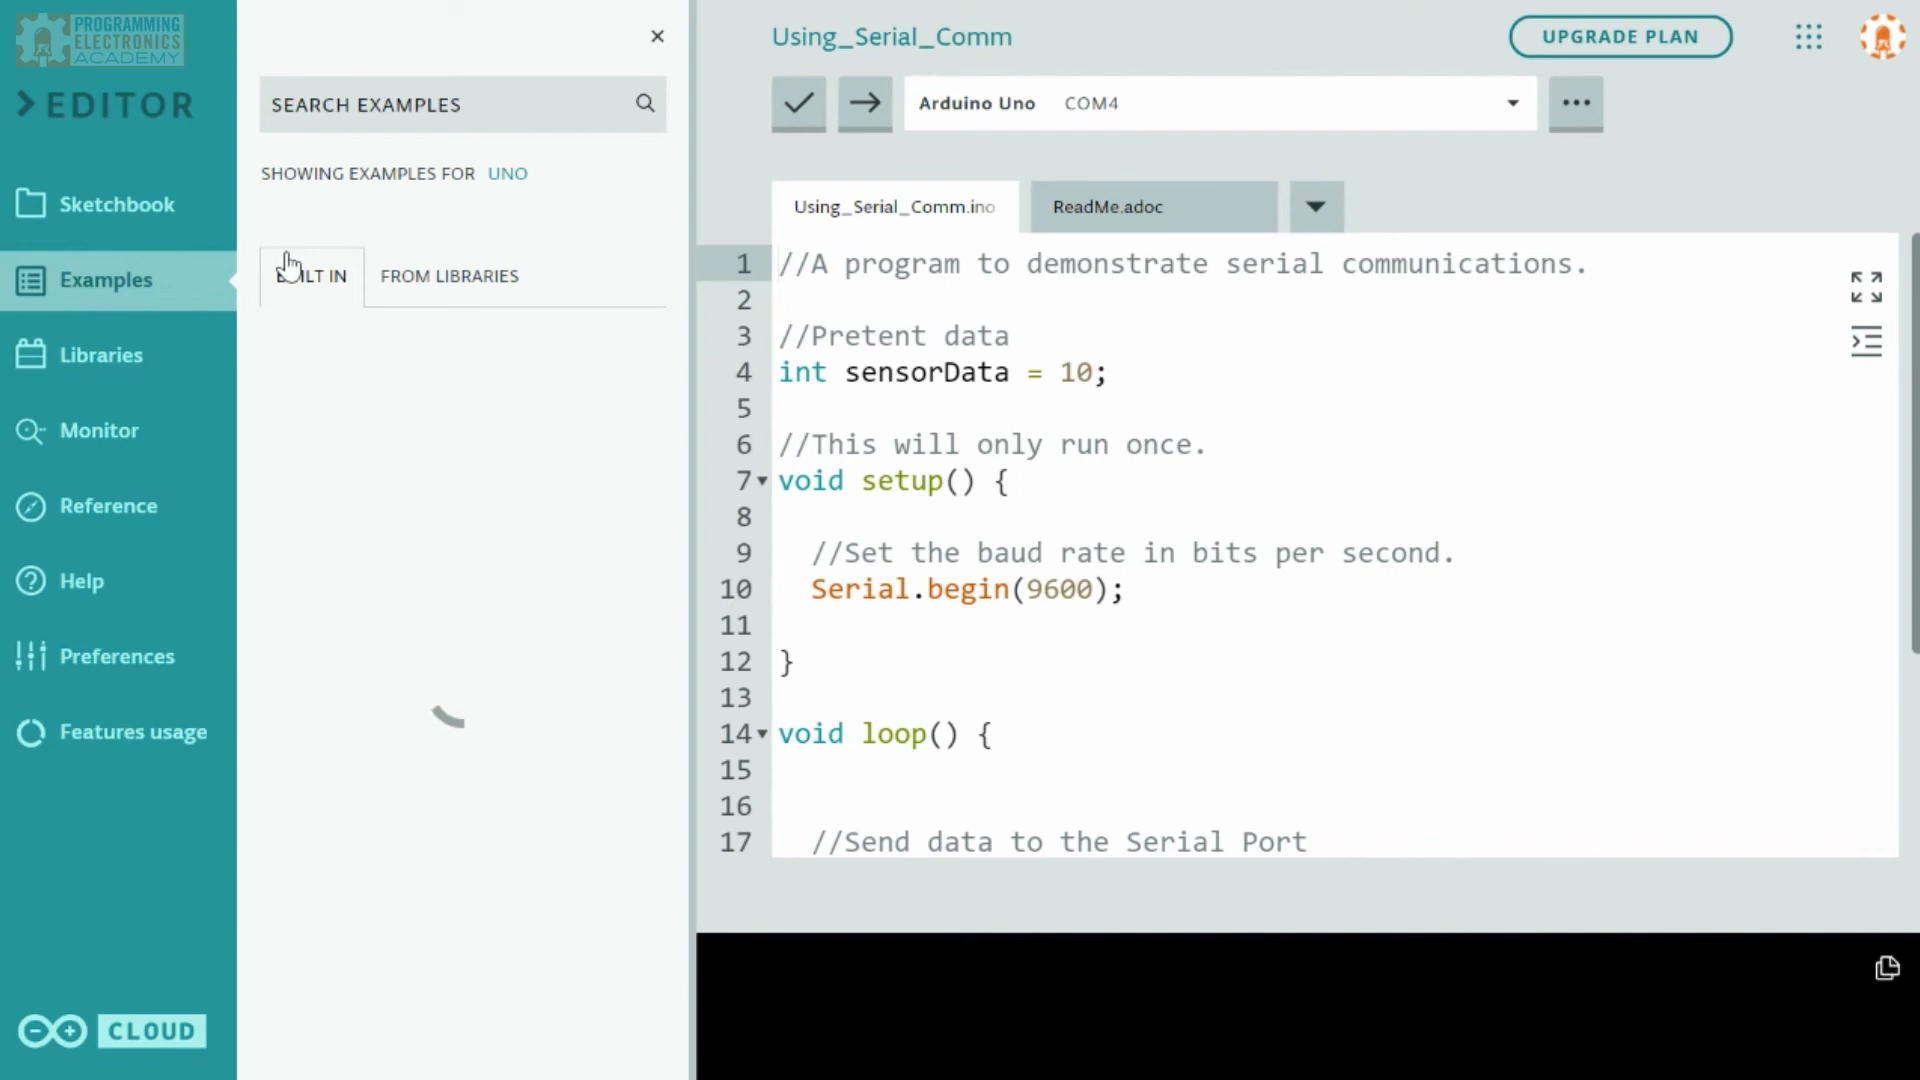 PROGRAMMING
ELECTRONICS
ACADEMY
EDITOR
Sketchbook
Examples
Libraries
Monitor
Reference
Help
Preferences
Features usage
CLOUD
SEARCH EXAMPLES
SHOWING EXAMPLES FOR UNO
BUILT IN
FROM LIBRARIES
Using_Serial_Comm
UPGRADE PLAN
Arduino Uno COM4
Using_Serial_Comm.ino
ReadMe.adoc
1 //A program to demonstrate serial communications.
2
3 //Pretent data
4 int sensorData = 10;
5
6 //This will only run once.
7 void setup() {
8
9 //Set the baud rate in bits per second.
10 Serial.begin(9600);
11
12 }
13
14 void loop() {
15
16
17 //Send data to the Serial Port